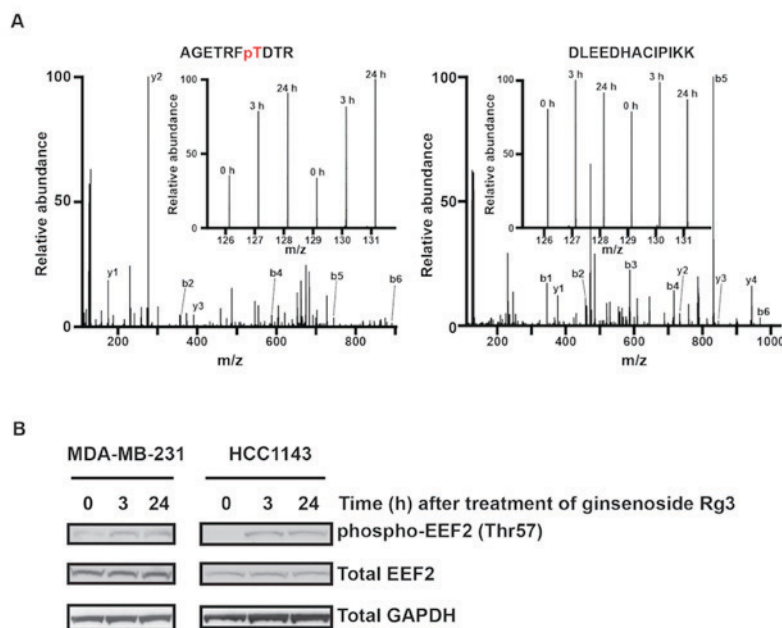 A
AGETRFpTDTR
DLEEDHACIPIKK
100
50
0
Relative abundance
y2
y1
b2
y3
b4
b5
b6
200 400 600 800
m/z
100
50
0
Relative abundance
0 h
3 h
24 h
0 h
3 h
24 h
126 127 128 129 130 131
m/z
100
50
0
Relative abundance
b5
b1
y1
b2
b3
b4
y2
y3
y4
b6
200 400 600 800 1000
m/z
100
50
0
Relative abundance
0 h
3 h
24 h
0 h
3 h
24 h
126 127 128 129 130 131
m/z
B
MDA-MB-231 HCC1143
0 3 24 0 3 24 Time (h) after treatment of ginsenoside Rg3
phospho-EEF2 (Thr57)
Total EEF2
Total GAPDH